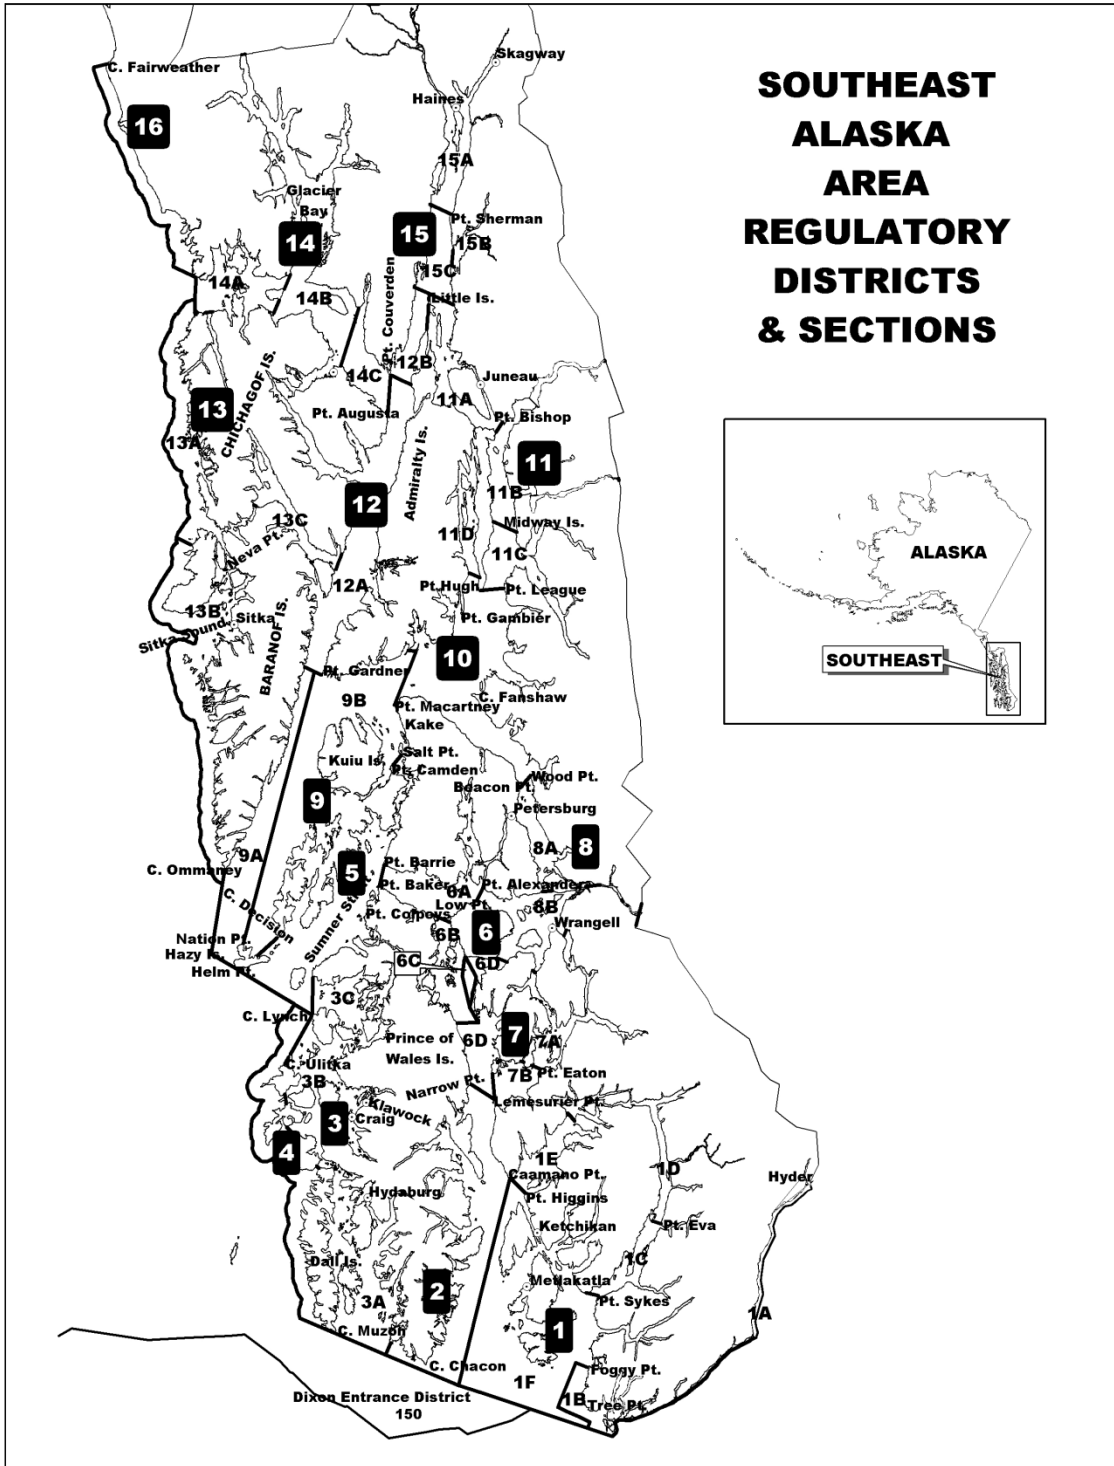 SOUTHEAST
ALASKA
AREA
REGULATORY
DISTRICTS
& SECTIONS
Skagway
C. Fairweather
Haines
16
15A
Glacier
Bay
Pt. Sherman
14
15
15B
15C
14A
14B
Little Is.
Pt. Couverden
12B
14C
Juneau
11A
CHICHAGOF IS.
13
Pt. Augusta
Pt. Bishop
13A
Admiralty Is.
11
11B
12
13C
Midway Is.
11D
Neva Pt.
11C
12A
Pt.Hugh
Pt. League
13B
Sitka
Pt. Gambier
Sitka Sound
BARANOF IS.
10
Pt. Gardner
9B
C. Fanshaw
Pt. Macartney
Kake
Salt Pt.
Kuiu Is.
Pt. Camden
Wood Pt.
Beacon Pt.
9
Petersburg
8A
8
9A
C. Ommaney
5
Pt. Barrie
Pt. Baker
6A
Pt. Alexander
C. Decision
Low Pt.
8B
Sumner Strait
Pt. Colpoys
Wrangell
Nation Pt.
6B
6
Hazy Is.
6C
6D
Helm Pt.
3C
C. Lynch
Prince of
Wales Is.
6D
7
7A
C. Ulitka
3B
7B
Pt. Eaton
Narrow Pt.
Lemesurier Pt.
Klawock
3
Craig
4
1E
1D
Caamano Pt.
Hyder
Hydaburg
Pt. Higgins
Ketchikan
Pt. Eva
Dall Is.
1C
Metlakatla
2
3A
Pt. Sykes
1A
C. Muzon
1
C. Chacon
Foggy Pt.
1F
1B
Tree Pt.
Dixon Entrance District
150
ALASKA
SOUTHEAST